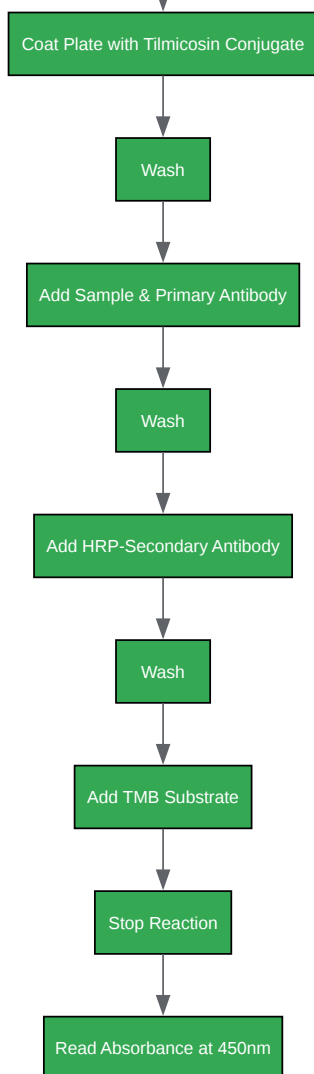 Coat Plate with Tilmicosin Conjugate
Wash
Add Sample & Primary Antibody
Wash
Add HRP-Secondary Antibody
Wash
Add TMB Substrate
Stop Reaction
Read Absorbance at 450nm